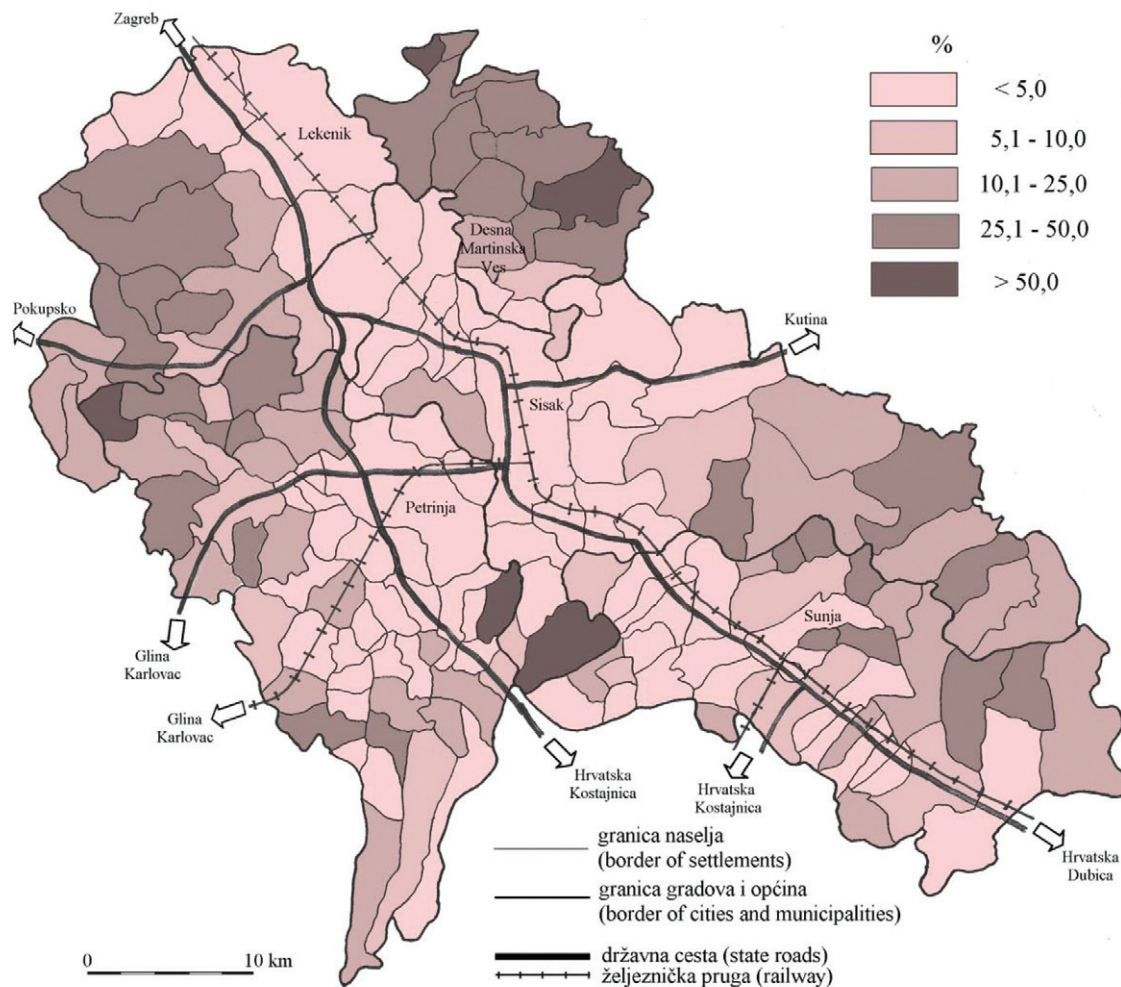 Zagreb
%
< 5,0
5,1 - 10,0
10,1 - 25,0
25,1 - 50,0
> 50,0
Lekenik
Desna
Martinska
Ves
Pokupsko
Kutina
Sisak
Petrinja
Sunja
Glina
Karlovac
Glina
Karlovac
Hrvatska
Kostajnica
Hrvatska
Kostajnica
Hrvatska
Dubica
granica naselja
(border of settlements)
granica gradova i općina
(border of cities and municipalities)
državna cesta (state roads)
željeznička pruga (railway)
0 10 km